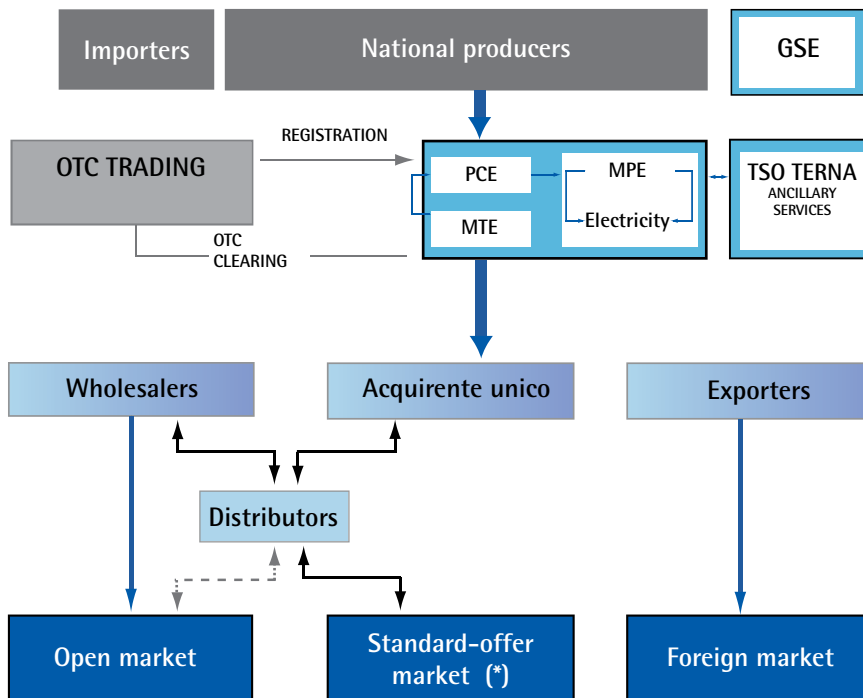 Importers
National producers
GSE
REGISTRATION
OTC TRADING
PCE
MPE
TSO TERNA
ANCILLARY
SERVICES
MTE
Electricity
OTC
CLEARING
Wholesalers
Acquirente unico
Exporters
Distributors
Open market
Standard-offer
market (*)
Foreign market